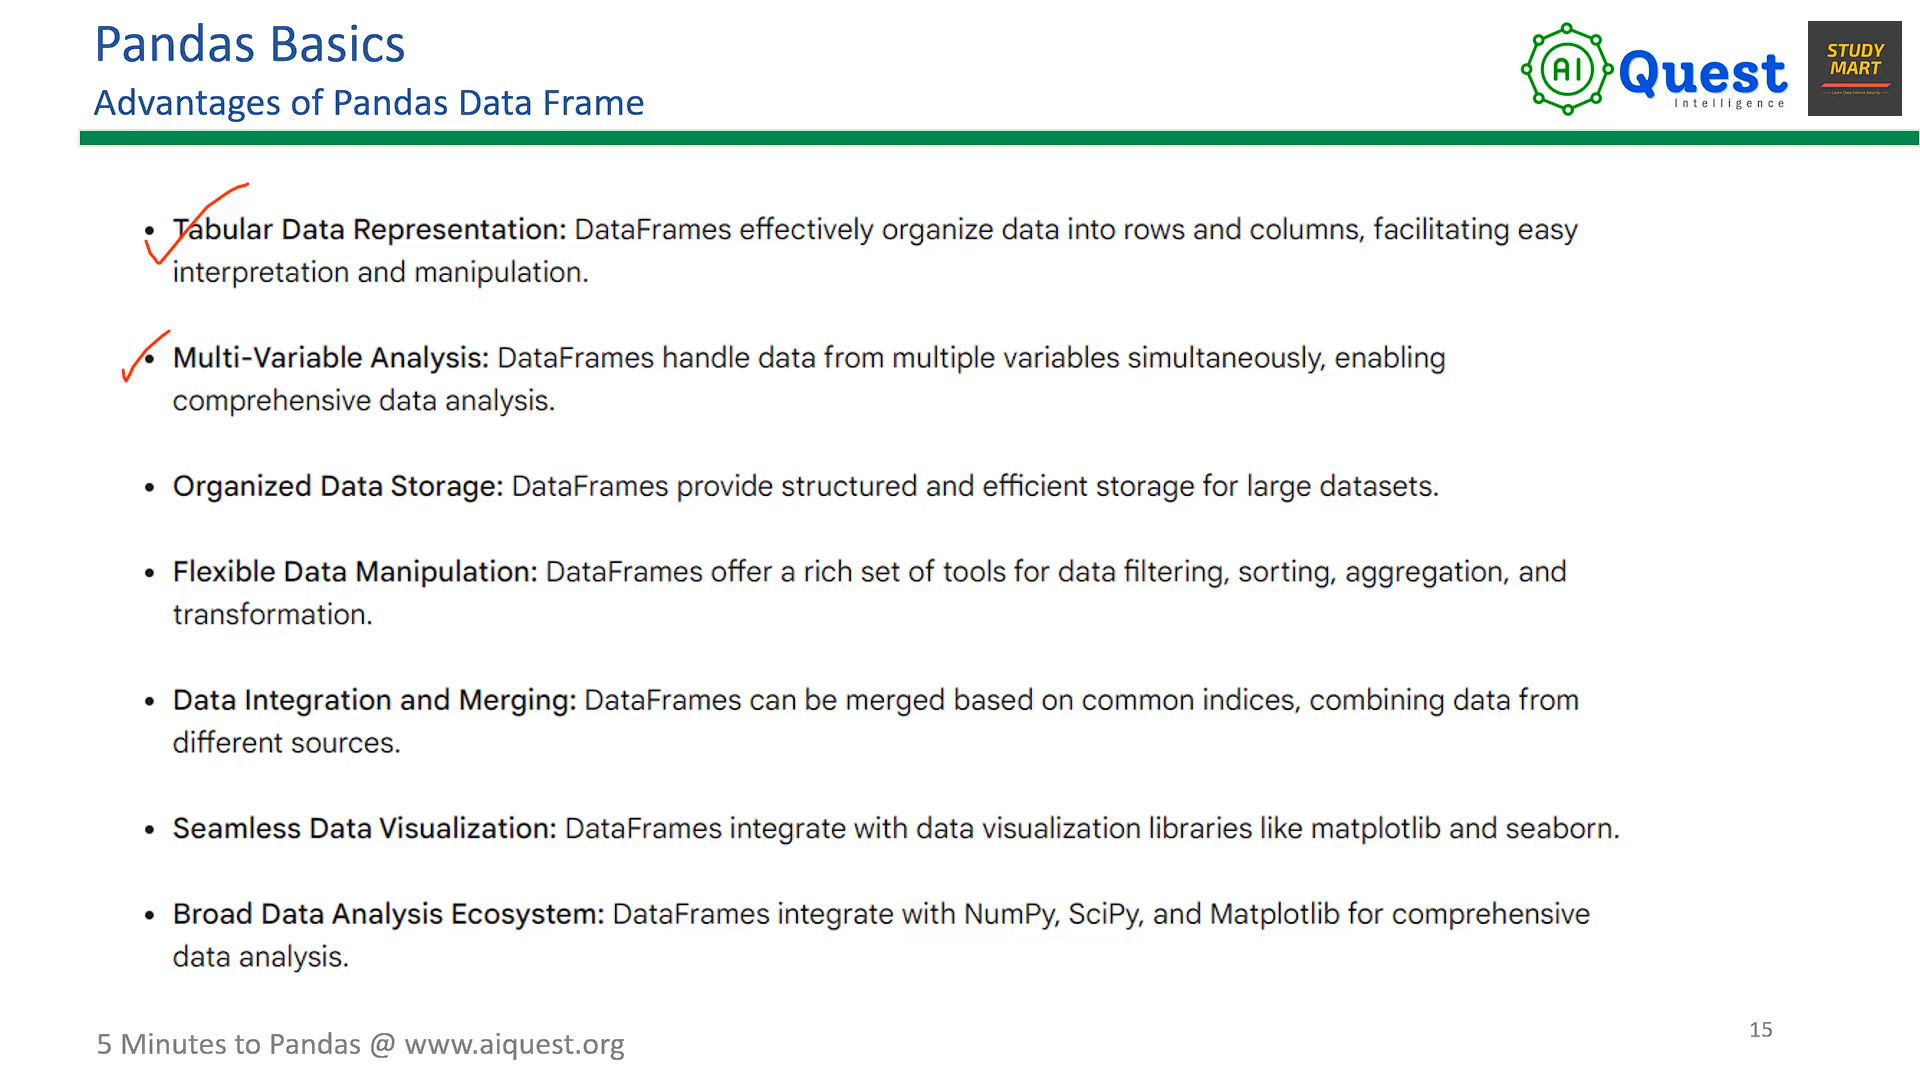 Pandas Basics
Advantages of Pandas Data Frame
AI Quest
Intelligence
STUDY
MART
• Tabular Data Representation: DataFrames effectively organize data into rows and columns, facilitating easy
interpretation and manipulation.
• Multi-Variable Analysis: DataFrames handle data from multiple variables simultaneously, enabling
comprehensive data analysis.
• Organized Data Storage: DataFrames provide structured and efficient storage for large datasets.
• Flexible Data Manipulation: DataFrames offer a rich set of tools for data filtering, sorting, aggregation, and
transformation.
• Data Integration and Merging: DataFrames can be merged based on common indices, combining data from
different sources.
• Seamless Data Visualization: DataFrames integrate with data visualization libraries like matplotlib and seaborn.
• Broad Data Analysis Ecosystem: DataFrames integrate with NumPy, SciPy, and Matplotlib for comprehensive
data analysis.
5 Minutes to Pandas @ www.aiquest.org
15